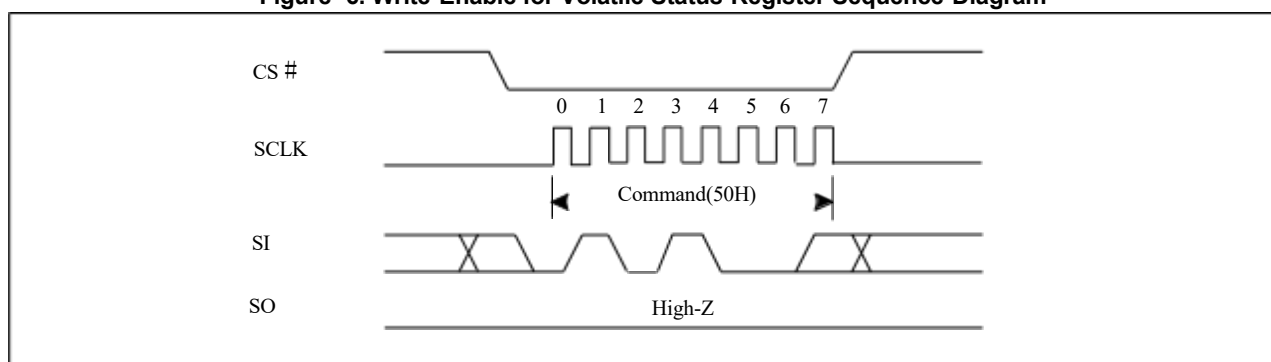 Figure 6. Write Enable for Volatile Status Register Sequence Diagram
CS #
0 1 2 3 4 5 6 7
SCLK
Command(50H)
SI
SO
High-Z